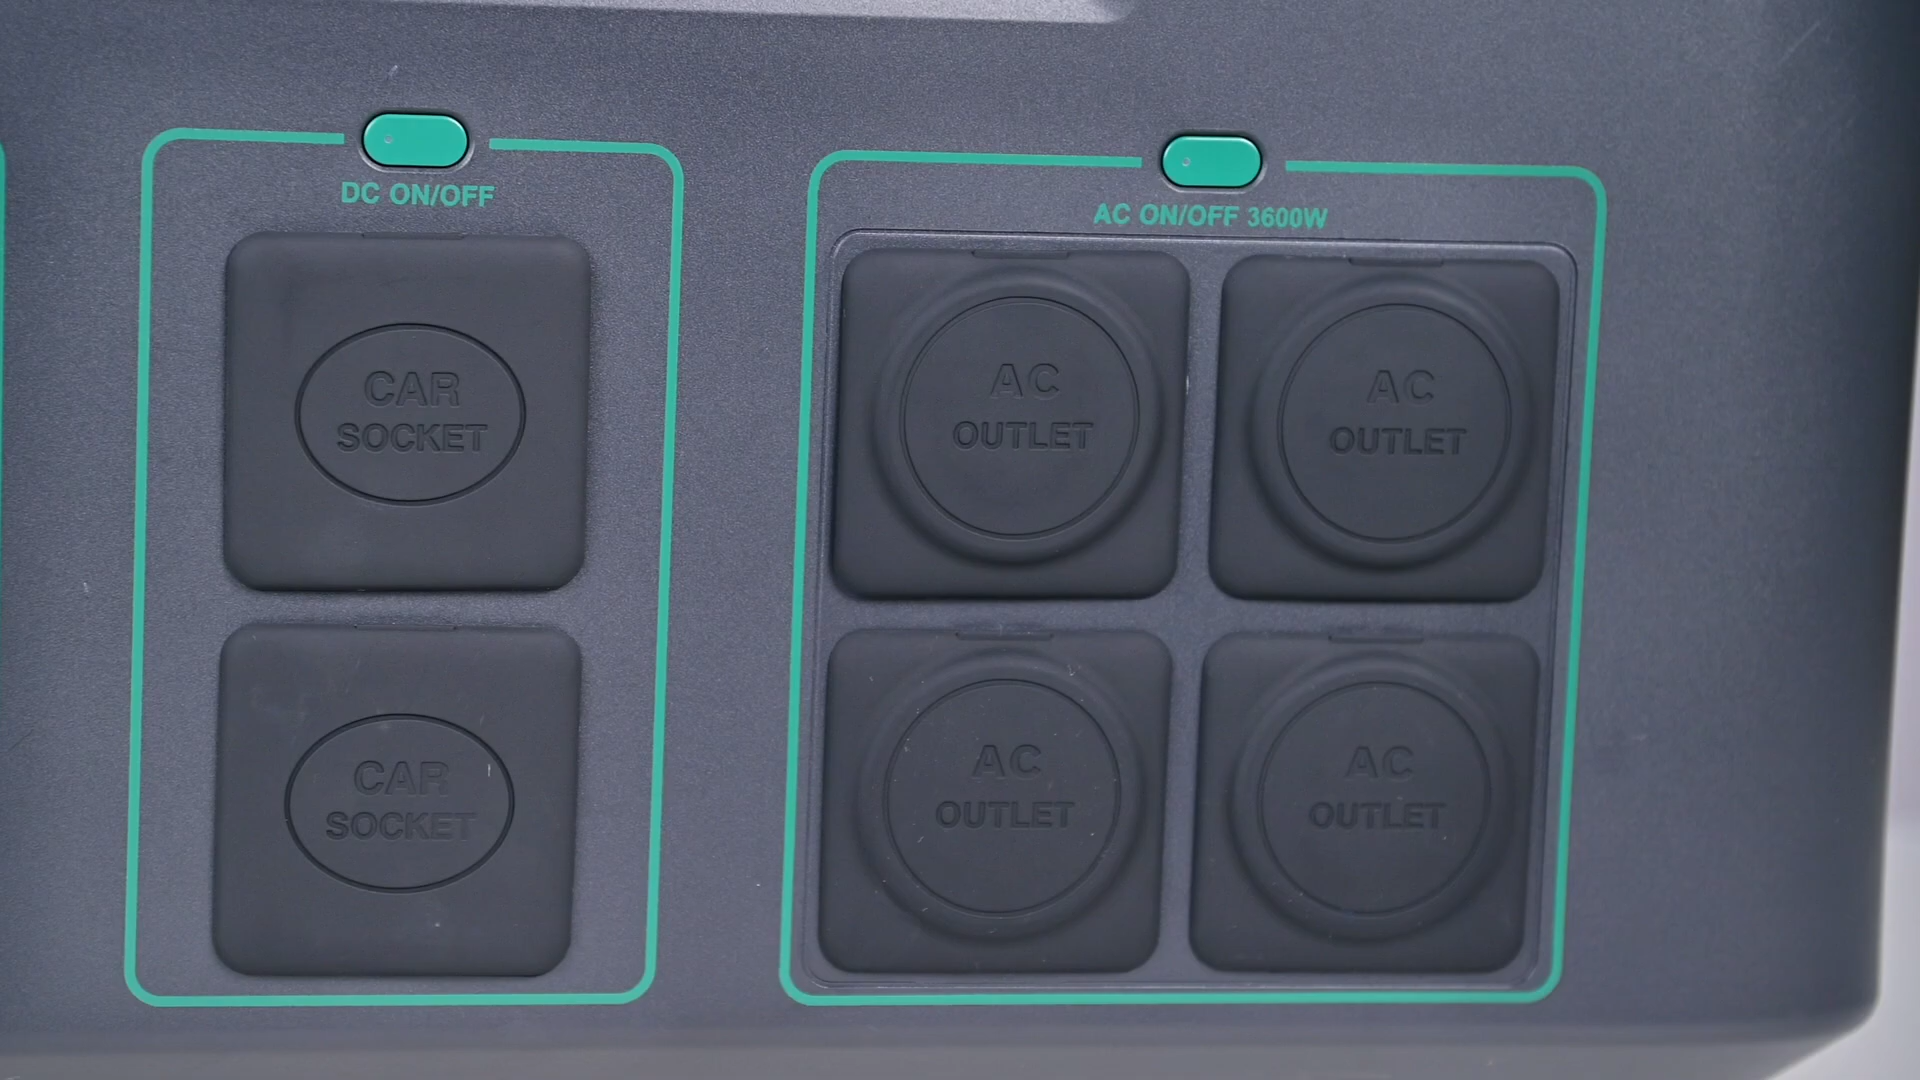 DC ON/OFF
CAR
SOCKET
CAR
SOCKET
AC ON/OFF 3600W
AC
OUTLET
AC
OUTLET
AC
OUTLET
AC
OUTLET